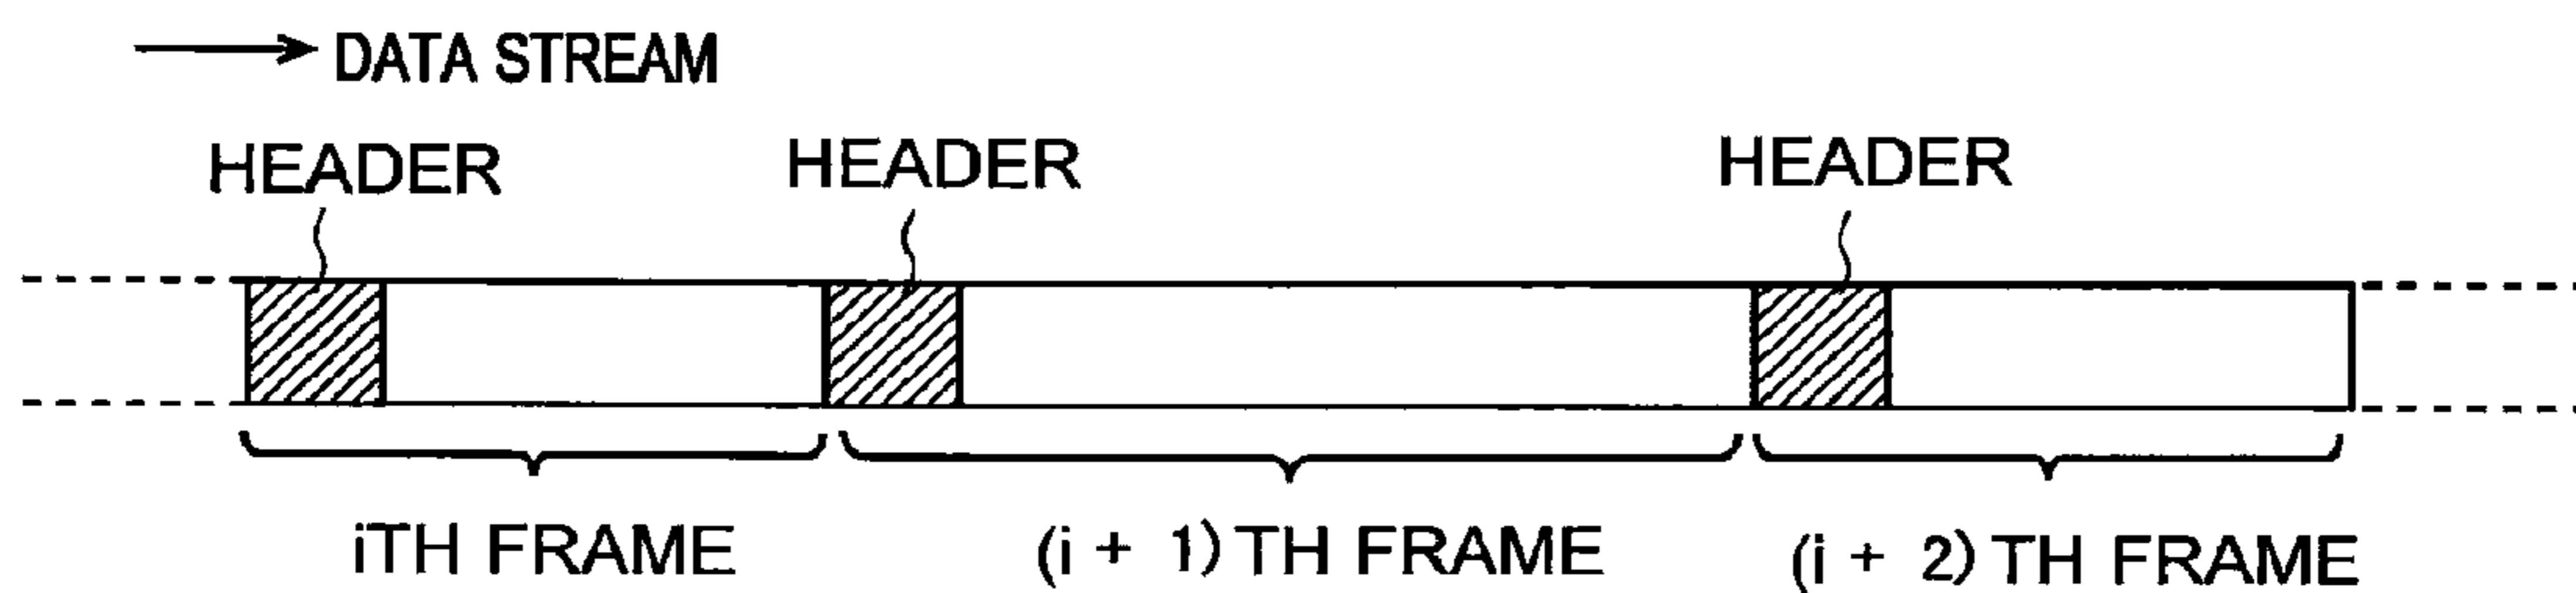 DATA STREAM
HEADER HEADER HEADER
iTH FRAME (i + 1) TH FRAME (i + 2) TH FRAME